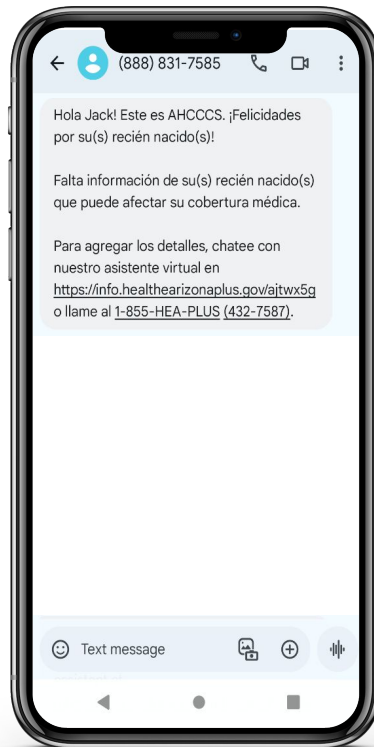 (888) 831-7585
Hola Jack! Este es AHCCCS. ¡Felicidades
por su(s) recién nacido(s)!
Falta información de su(s) recién nacido(s)
que puede afectar su cobertura médica.
Para agregar los detalles, chatee con
nuestro asistente virtual en
https://info.healthearizonaplus.gov/ajtwx5g
o llame al 1-855-HEA-PLUS (432-7587).
Text message